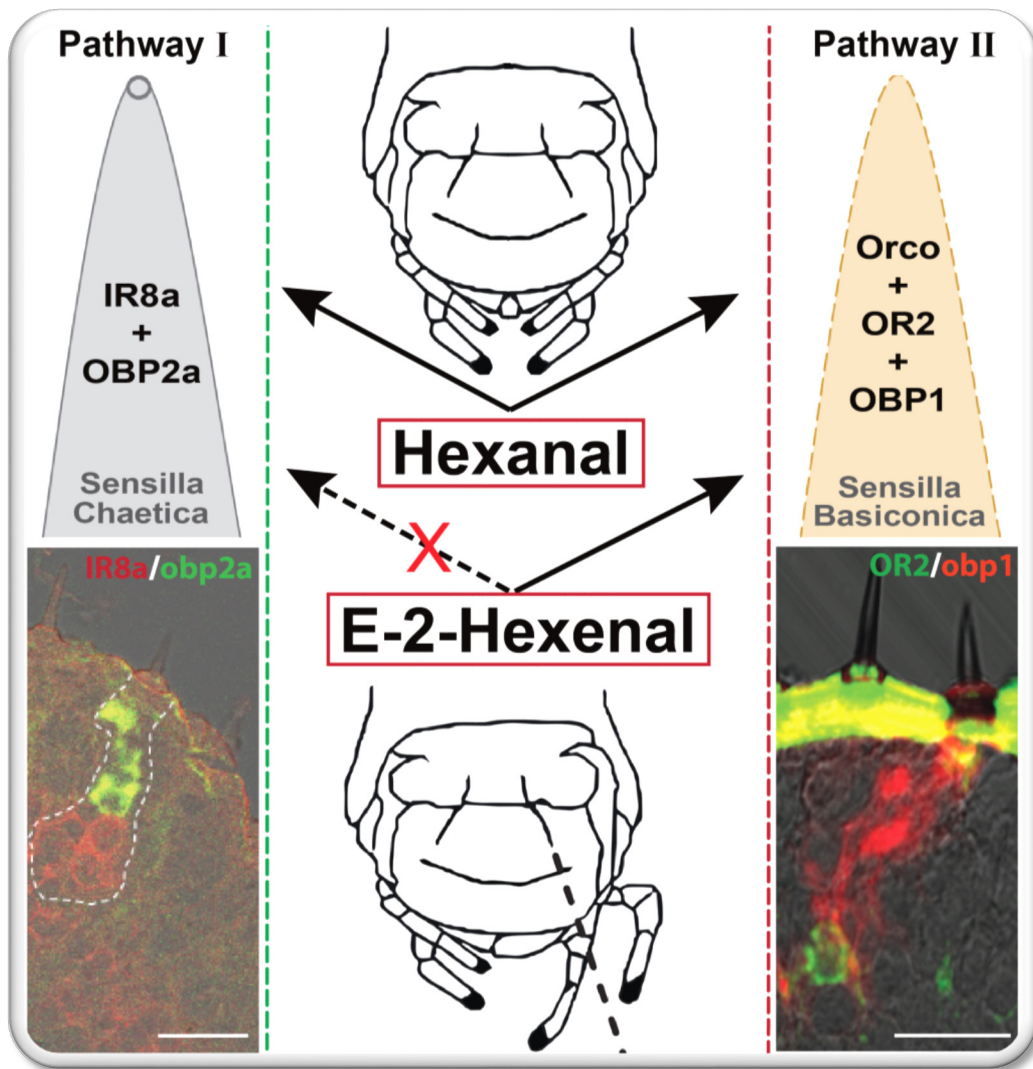 Pathway I
IR8a
+
OBP2a
Sensilla
Chaetica
IR8a/obp2a
Hexanal
X
E-2-Hexenal
Pathway II
Orco
+
OR2
+
OBP1
Sensilla
Basiconica
OR2/obp1